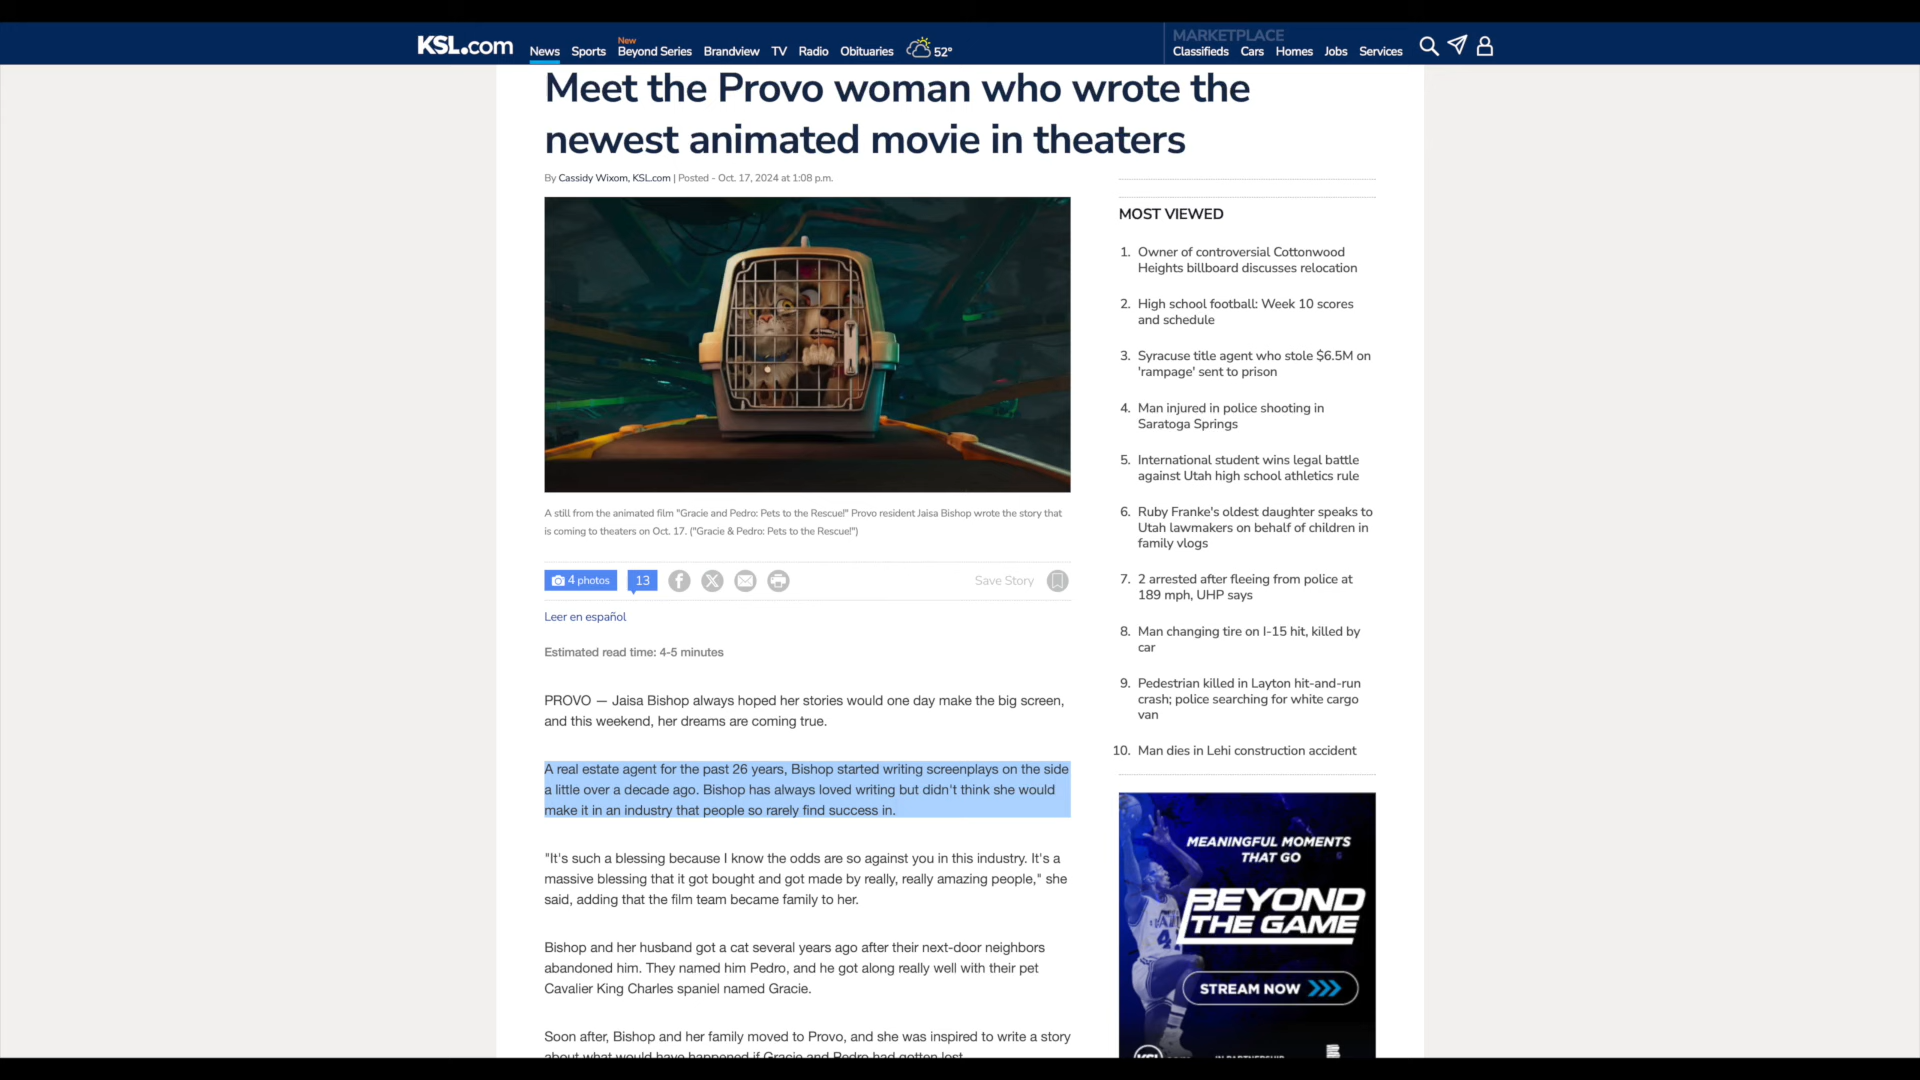 KSL.com
News
Sports
New
Beyond Series
Brandview
TV
Radio
Obituaries
52°
MARKETPLACE
Classifieds
Cars
Homes
Jobs
Services
Meet the Provo woman who wrote the
newest animated movie in theaters
By Cassidy Wixom, KSL.com | Posted - Oct. 17, 2024 at 1:08 p.m.
A still from the animated film "Gracie and Pedro: Pets to the Rescue!" Provo resident Jaisa Bishop wrote the story that
is coming to theaters on Oct. 17. ("Gracie & Pedro: Pets to the Rescue!")
4 photos
13
Save Story
Leer en español
Estimated read time: 4-5 minutes
PROVO — Jaisa Bishop always hoped her stories would one day make the big screen,
and this weekend, her dreams are coming true.
A real estate agent for the past 26 years, Bishop started writing screenplays on the side
a little over a decade ago. Bishop has always loved writing but didn't think she would
make it in an industry that people so rarely find success in.
"It's such a blessing because I know the odds are so against you in this industry. It's a
massive blessing that it got bought and got made by really, really amazing people," she
said, adding that the film team became family to her.
Bishop and her husband got a cat several years ago after their next-door neighbors
abandoned him. They named him Pedro, and he got along really well with their pet
Cavalier King Charles spaniel named Gracie.
Soon after, Bishop and her family moved to Provo, and she was inspired to write a story
about what would have happened if Gracie and Pedro had gotten lost
MOST VIEWED
1. Owner of controversial Cottonwood
Heights billboard discusses relocation
2. High school football: Week 10 scores
and schedule
3. Syracuse title agent who stole $6.5M on
'rampage' sent to prison
4. Man injured in police shooting in
Saratoga Springs
5. International student wins legal battle
against Utah high school athletics rule
6. Ruby Franke's oldest daughter speaks to
Utah lawmakers on behalf of children in
family vlogs
7. 2 arrested after fleeing from police at
189 mph, UHP says
8. Man changing tire on I-15 hit, killed by
car
9. Pedestrian killed in Layton hit-and-run
crash; police searching for white cargo
van
10. Man dies in Lehi construction accident
MEANINGFUL MOMENTS
THAT GO
BEYOND
THE GAME
STREAM NOW
IN PARTNERSHIP